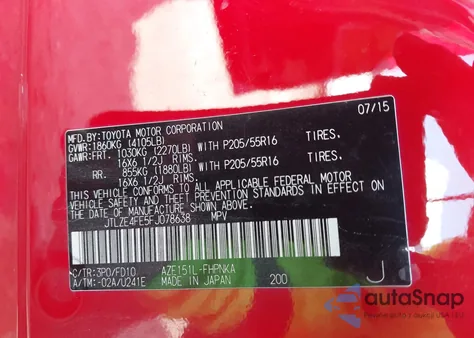 07/15
MFD.BY: TOYOTA MOTOR CORPORATION
GVWR: 1860KG (4105LB)
GAWR: FRT. 1030KG (2270LB) WITH P205/55R16 TIRES,
16X6 1/2J RIMS.
RR. 855KG (1880LB) WITH P205/55R16 TIRES,
16X6 1/2J RIMS.
THIS VEHICLE CONFORMS TO ALL APPLICABLE FEDERAL MOTOR
VEHICLE SAFETY AND BUMPER STANDARDS IN EFFECT ON THE DATE
OF MANUFACTURE SHOWN ABOVE.
JTLZE4FE5FJ078638 MPV
C/TR: 3P0/FD10 AZE151L-FHPNKA
A/TM: -02A/U241E MADE IN JAPAN 200 J
autoSnap